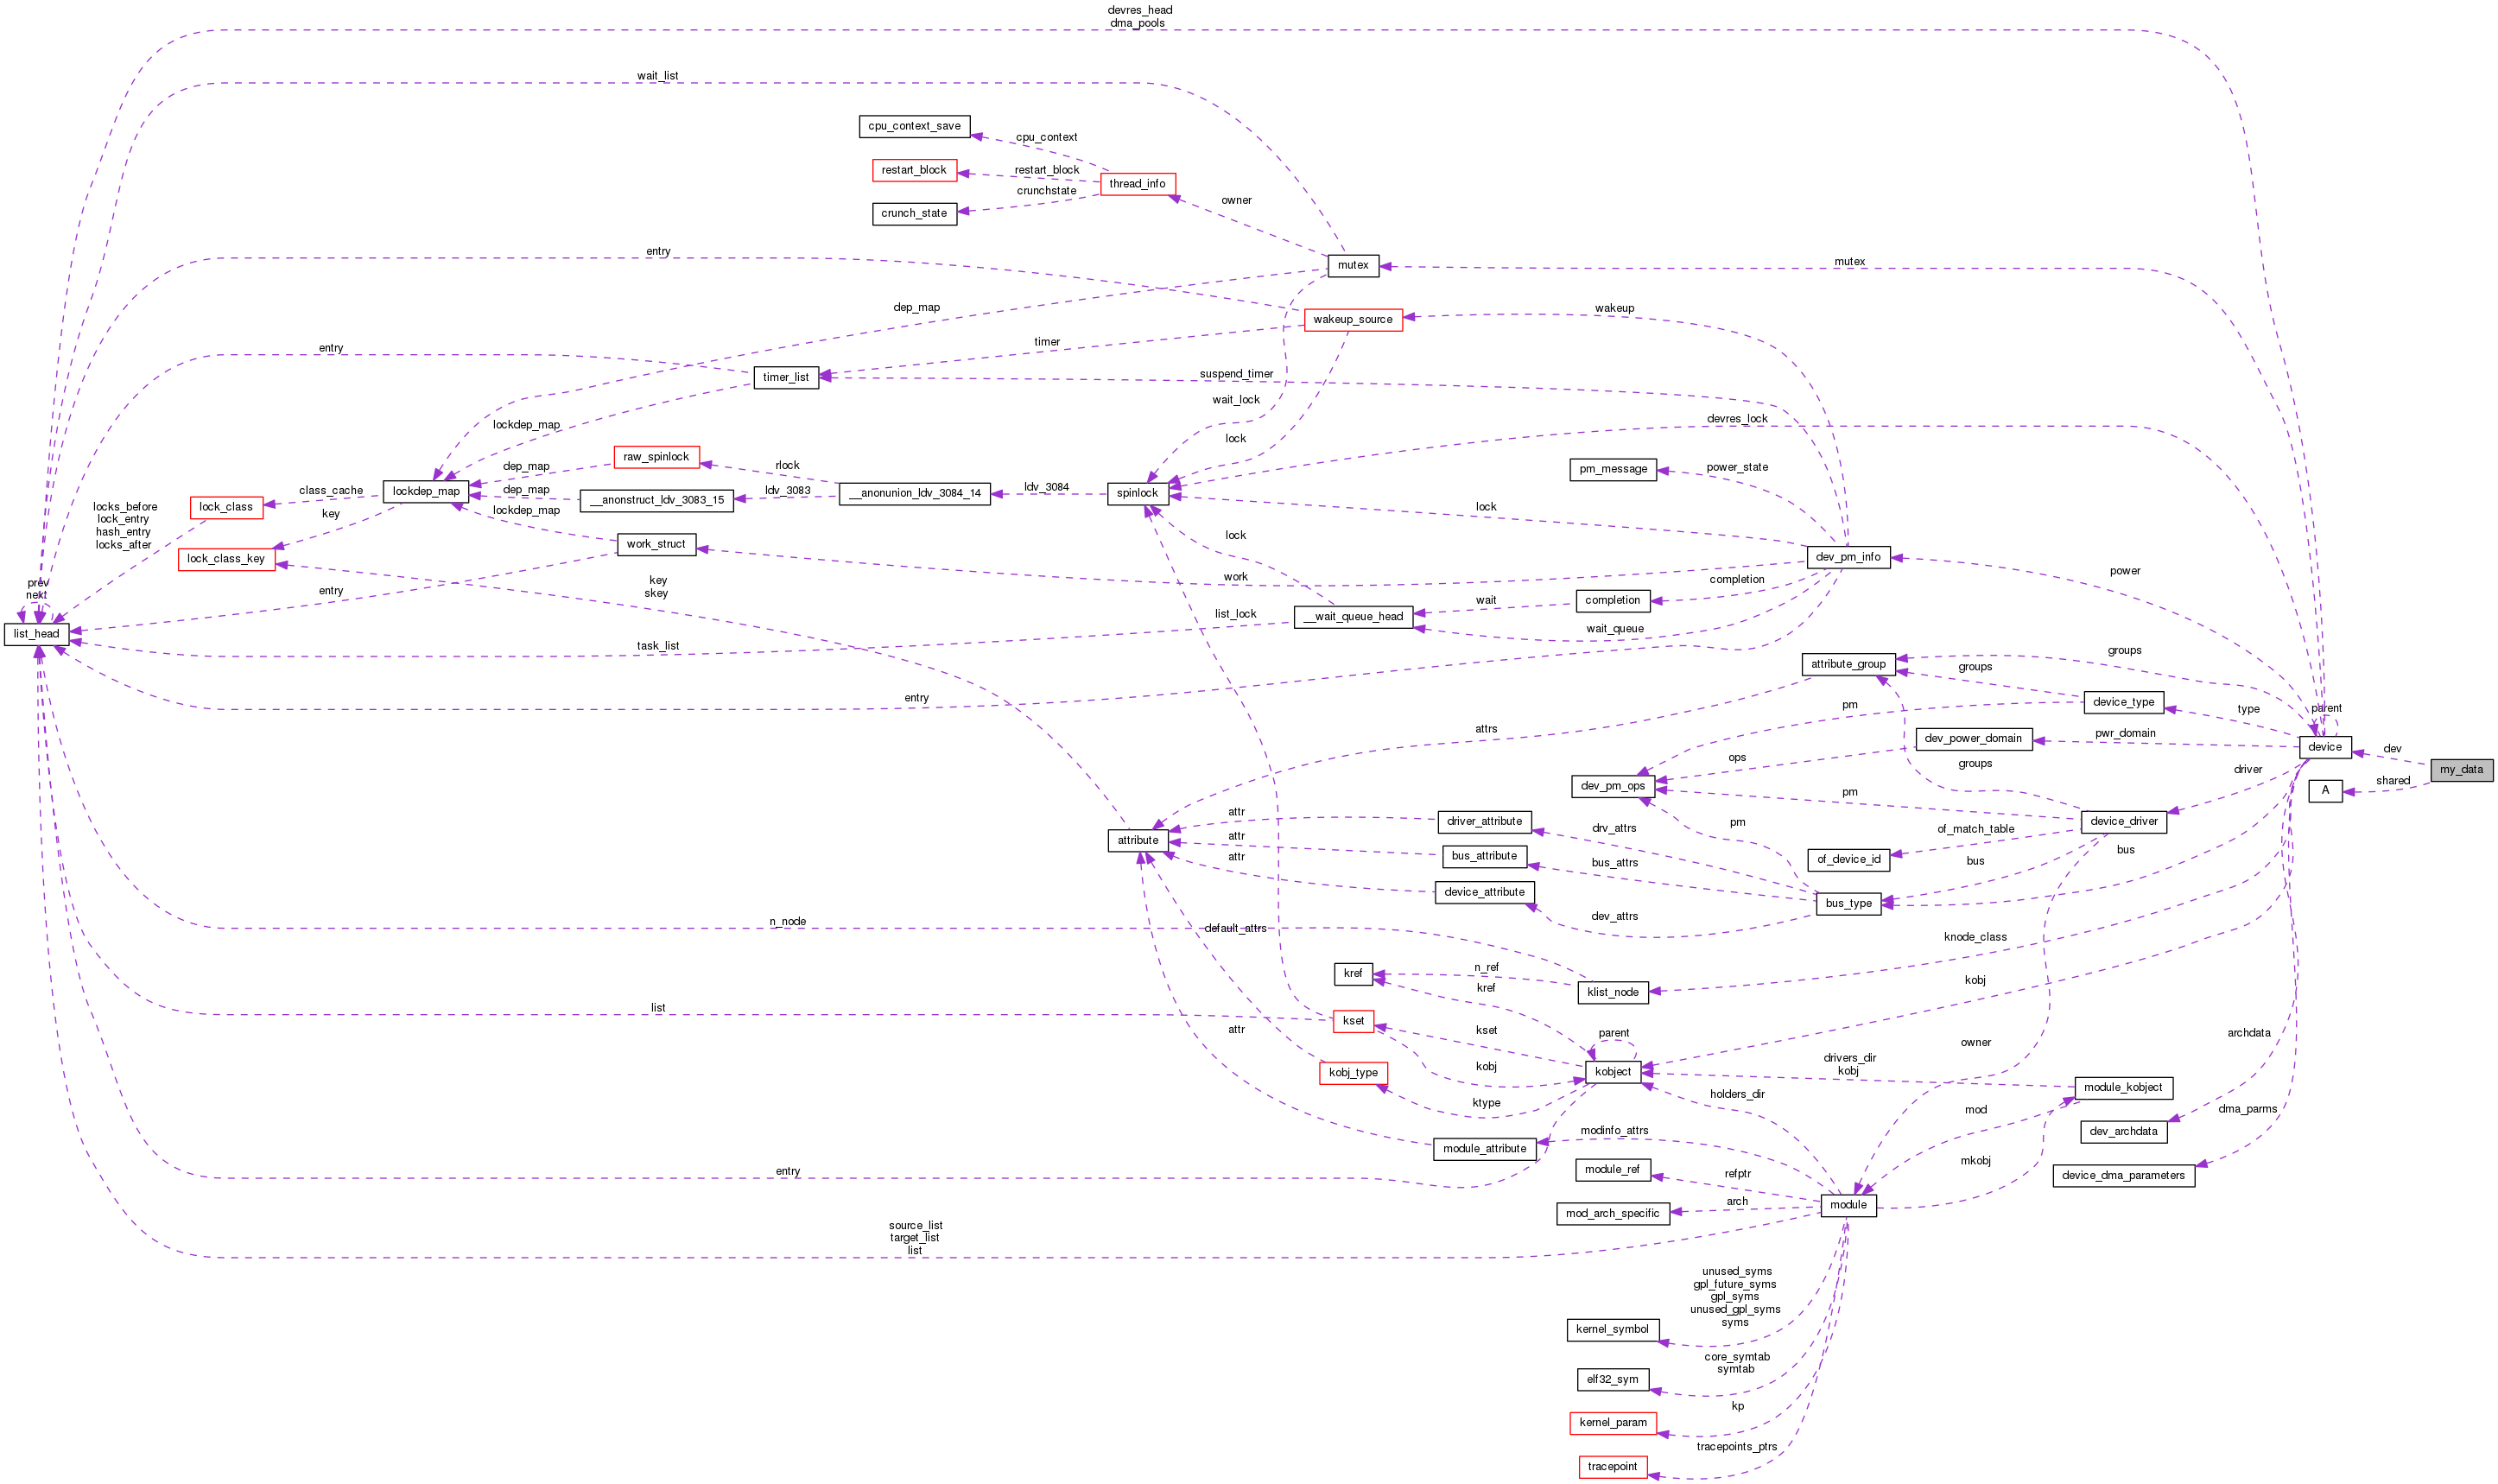 devres_head
dma_pools
wait_list
cpu_context_save
cpu_context
restart_block
restart_block
thread_info
crunchstate
crunch_state
owner
entry
mutex
mutex
dep_map
wakeup_source
wakeup
timer
entry
timer_list
suspend_timer
wait_lock
devres_lock
lockdep_map
lock
raw_spinlock
rlock
dep_map
pm_message
power_state
class_cache
lockdep_map
dep_map
__anonstruct_ldv_3083_15
ldv_3083
__anonunion_ldv_3084_14
ldv_3084
spinlock
lock_class
locks_before
lock_entry
hash_entry
locks_after
key
lockdep_map
lock
lock
work_struct
lock_class_key
dev_pm_info
power
prev
next
key
skey
work
completion
entry
wait
completion
list_lock
__wait_queue_head
wait_queue
list_head
task_list
groups
attribute_group
groups
entry
pm
device_type
type
parent
attrs
dev_power_domain
pwr_domain
device
dev
ops
groups
driver
my_data
shared
dev_pm_ops
pm
A
attr
driver_attribute
drv_attrs
pm
of_match_table
device_driver
attribute
attr
bus_attribute
bus_attrs
of_device_id
bus
bus
attr
device_attribute
bus_type
dev_attrs
n_node
default_attrs
knode_class
kref
n_ref
kref
klist_node
kobj
list
kset
kset
parent
attr
archdata
owner
kobj
kobject
drivers_dir
kobj
kobj_type
ktype
holders_dir
module_kobject
mod
dma_parms
modinfo_attrs
dev_archdata
module_attribute
mkobj
entry
module_ref
refptr
device_dma_parameters
mod_arch_specific
arch
module
source_list
target_list
list
unused_syms
gpl_future_syms
gpl_syms
unused_gpl_syms
syms
kernel_symbol
core_symtab
symtab
elf32_sym
kp
kernel_param
tracepoints_ptrs
tracepoint